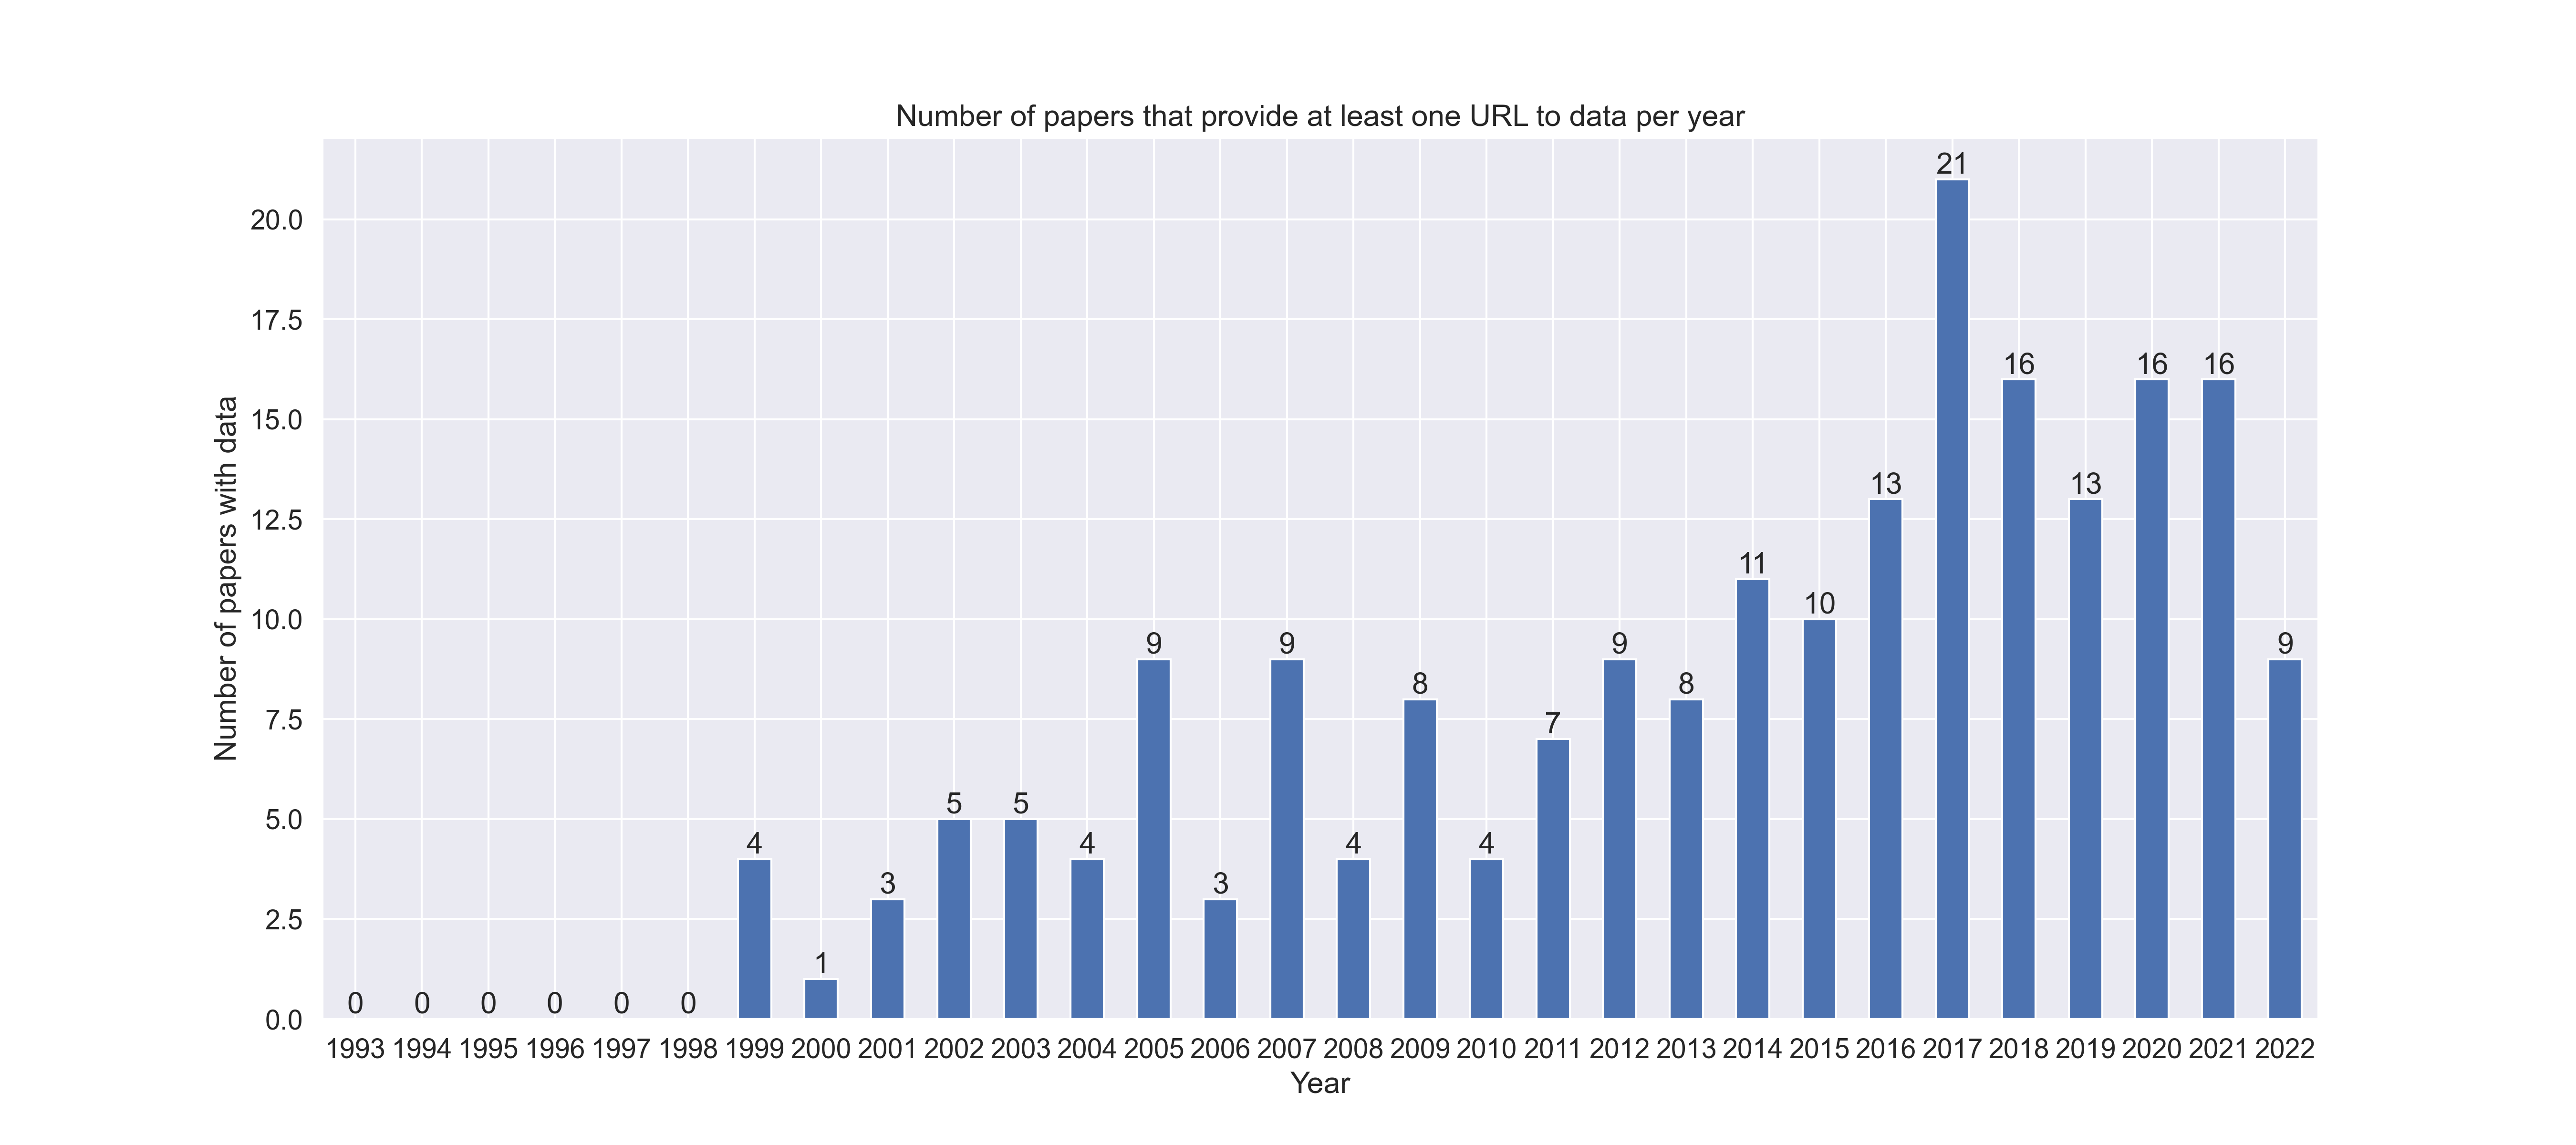 Number of papers that provide at least one URL to data per year
Number of papers with data
20.0
17.5
15.0
12.5
10.0
7.5
5.0
2.5
0.0
0 0 0 0 0 0 4 1 3 5 5 4 9 3 9 4 8 4 7 9 8 11 10 13 21 16 13 16 16 9
1993 1994 1995 1996 1997 1998 1999 2000 2001 2002 2003 2004 2005 2006 2007 2008 2009 2010 2011 2012 2013 2014 2015 2016 2017 2018 2019 2020 2021 2022
Year